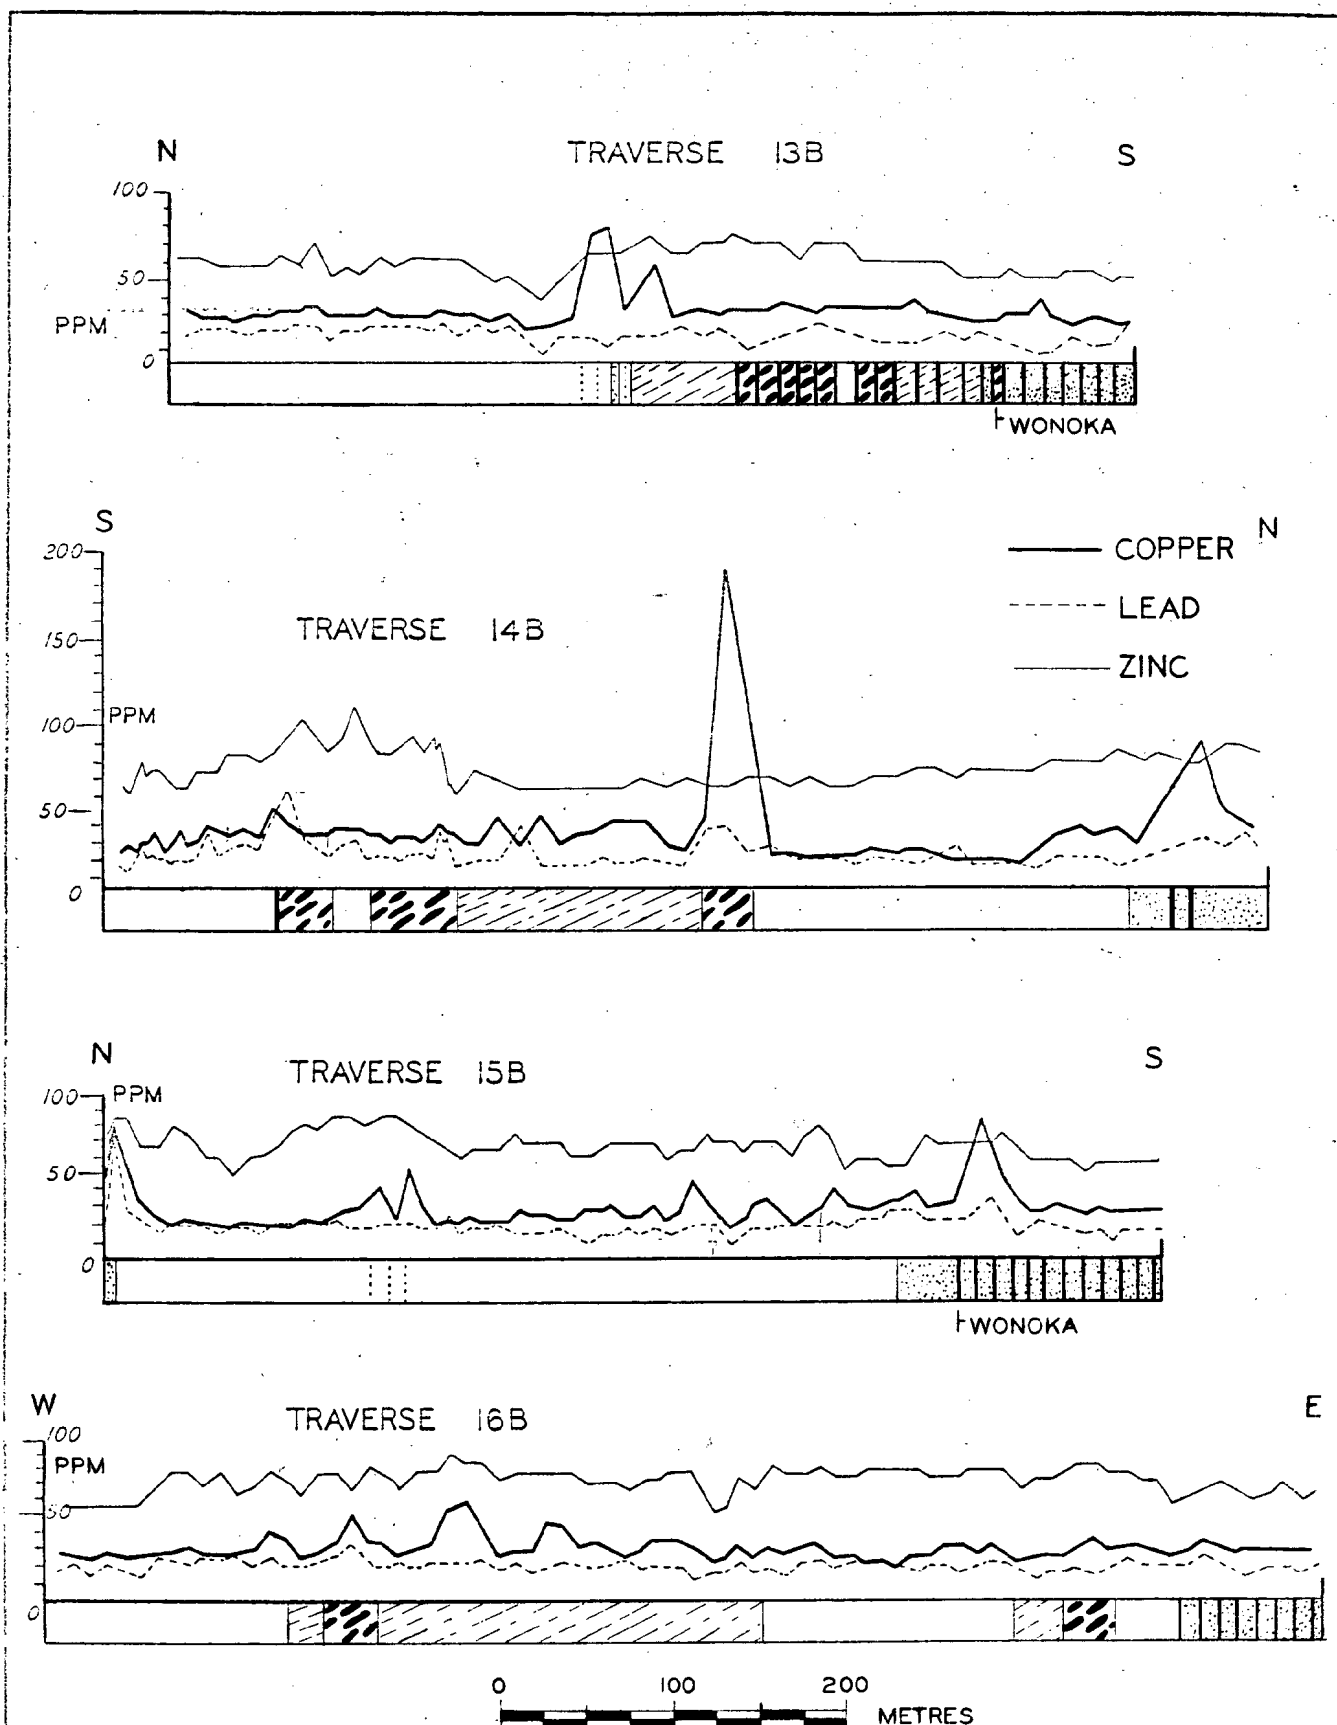 N TRAVERSE 13B S
100
50
PPM
0
⊢WONOKA
S N
200
COPPER
LEAD
TRAVERSE 14B
150
ZINC
100
PPM
50
0
N S
TRAVERSE 15B
100 PPM
50
0
⊢WONOKA
W E
TRAVERSE 16B
100
PPM
50
0
0 100 200
METRES